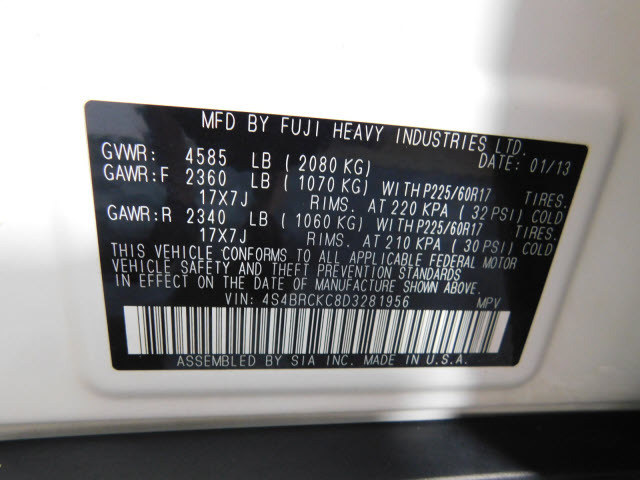 MFD BY FUJI HEAVY INDUSTRIES LTD.
GVWR: 4585 LB (2080 KG) DATE: 01/13
GAWR:F 2360 LB (1070 KG) WITH P225/60R17 TIRES.
17X7J RIMS. AT 220 KPA (32 PSI) COLD
GAWR:R 2340 LB (1060 KG) WITH P225/60R17 TIRES.
17X7J RIMS. AT 210 KPA (30 PSI) COLD
THIS VEHICLE CONFORMS TO ALL APPLICABLE FEDERAL MOTOR
VEHICLE SAFETY AND THEFT PREVENTION STANDARDS
IN EFFECT ON THE DATE OF MANUFACTURE SHOWN ABOVE.
VIN: 4S4BRCKC8D3281956 MPV
ASSEMBLED BY SIA INC. MADE IN U.S.A.